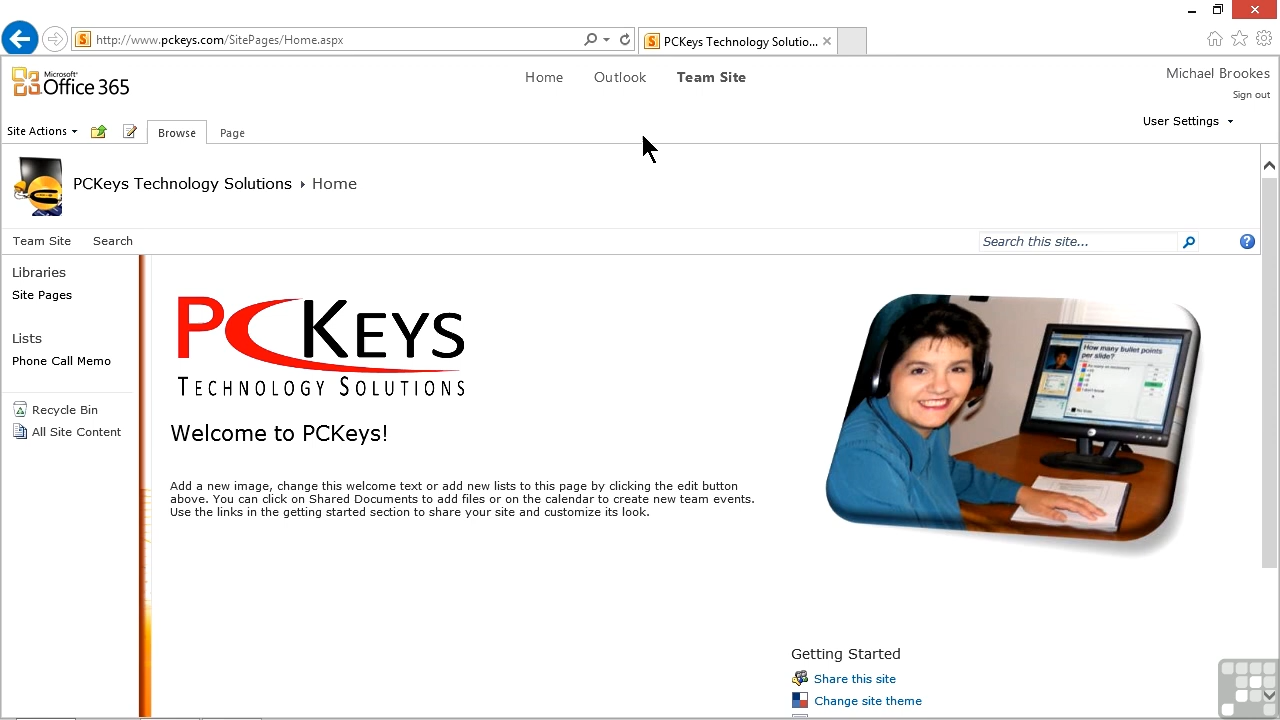 http://www.pckeys.com/SitePages/Home.aspx
PCKeys Technology Solutio...
Microsoft
Office 365
Home
Outlook
Team Site
Michael Brookes
Sign out
Site Actions
Browse
Page
User Settings
PCKeys Technology Solutions
Home
Team Site
Search
Search this site...
Libraries
Site Pages
Lists
Phone Call Memo
Recycle Bin
All Site Content
PCKEYS
TECHNOLOGY SOLUTIONS
Welcome to PCKeys!
Add a new image, change this welcome text or add new lists to this page by clicking the edit button
above. You can click on Shared Documents to add files or on the calendar to create new team events.
Use the links in the getting started section to share your site and customize its look.
How many bullet points
per slide?
Getting Started
Share this site
Change site theme